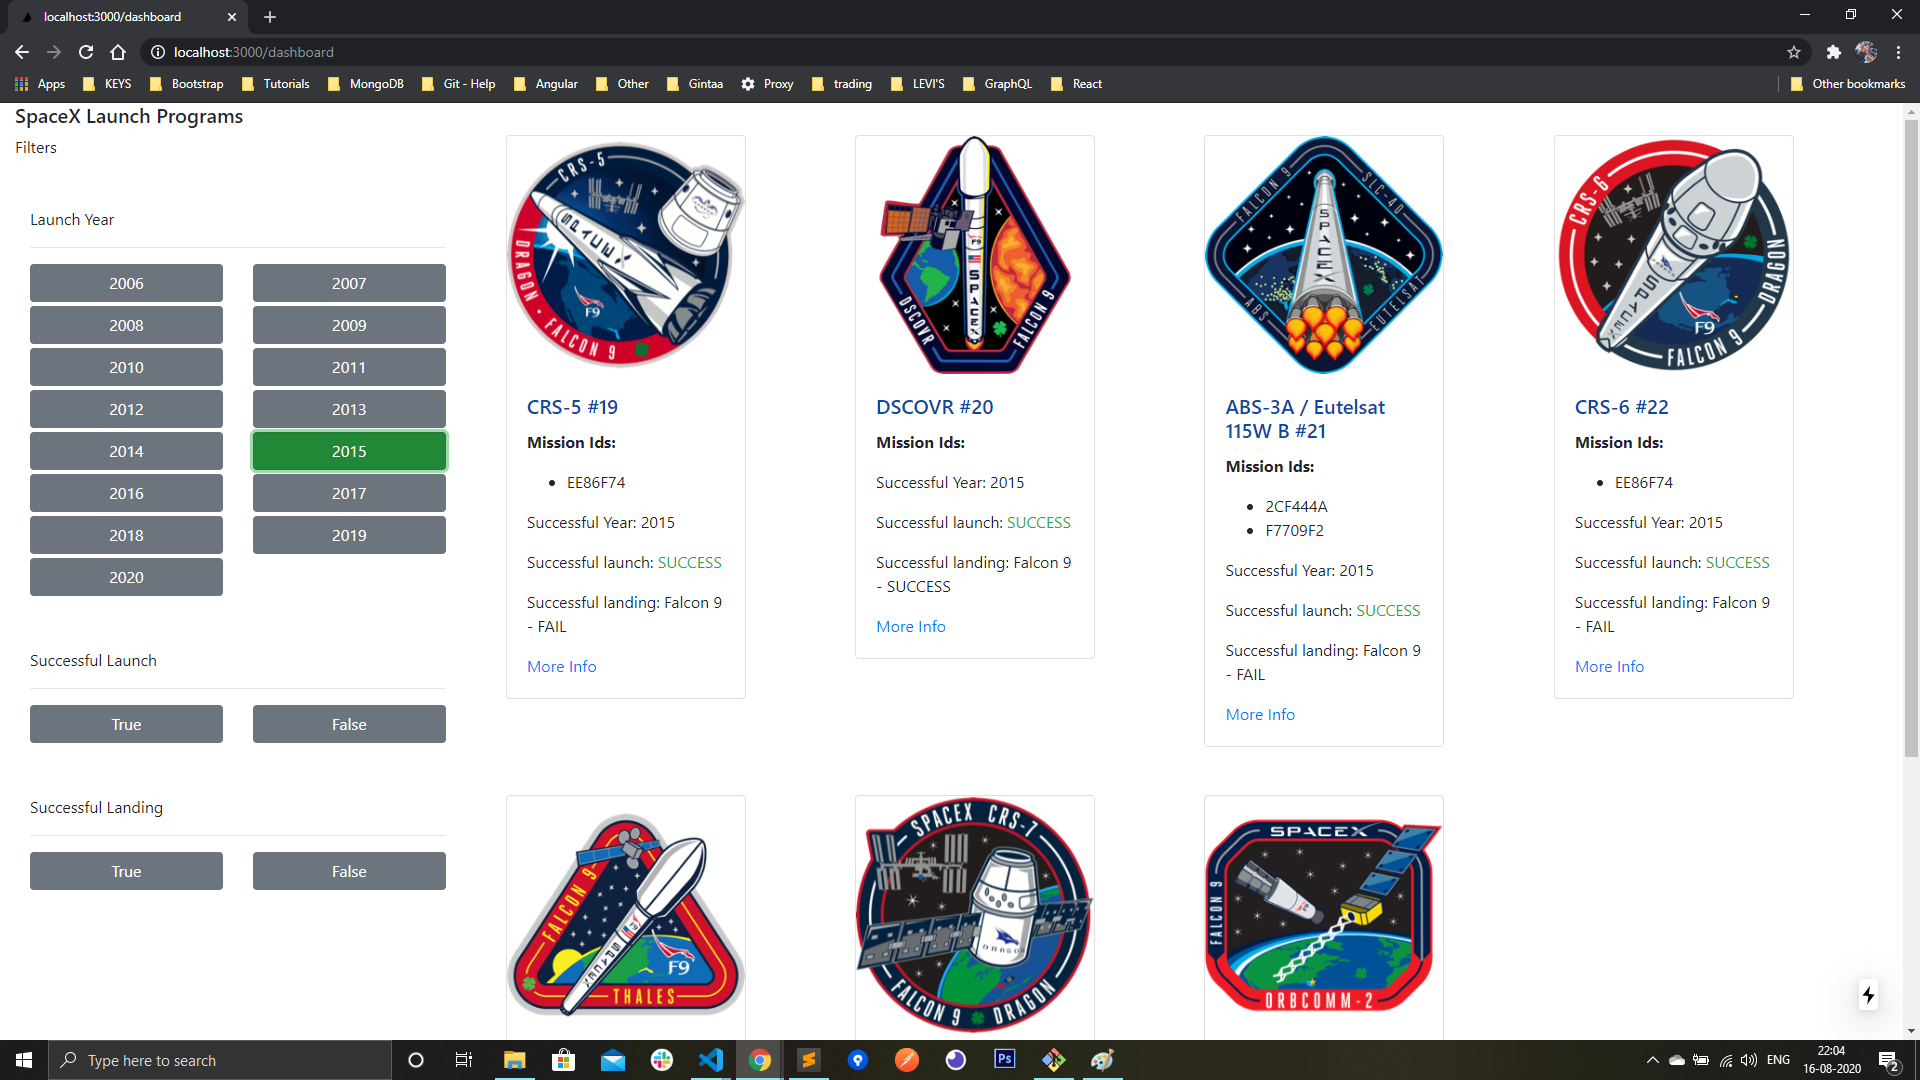 localhost:3000/dashboard
localhost:3000/dashboard
Apps KEYS Bootstrap Tutorials MongoDB Git - Help Angular Other Gintaa Proxy trading LEVI'S GraphQL React Other bookmarks
SpaceX Launch Programs
Filters
Launch Year
2006 2007
2008 2009
2010 2011
2012 2013
2014 2015
2016 2017
2018 2019
2020
Successful Launch
True False
Successful Landing
True False
CRS-5
SPACEX
F9
DRAGON • FALCON 9
CRS-5 #19
Mission Ids:
EE86F74
Successful Year: 2015
Successful launch: SUCCESS
Successful landing: Falcon 9
- FAIL
More Info
F9
SPACEX
DSCOVR
FALCON 9
DSCOVR #20
Mission Ids:
Successful Year: 2015
Successful launch: SUCCESS
Successful landing: Falcon 9
- SUCCESS
More Info
FALCON 9
SLC-40
SPACEX
ABS
EUTELSAT
ABS-3A / Eutelsat
115W B #21
Mission Ids:
2CF444A
F7709F2
Successful Year: 2015
Successful launch: SUCCESS
Successful landing: Falcon 9
- FAIL
More Info
CRS-6
DRAGON
SPACEX
F9
FALCON 9
CRS-6 #22
Mission Ids:
EE86F74
Successful Year: 2015
Successful launch: SUCCESS
Successful landing: Falcon 9
- FAIL
More Info
FALCON 9
SPACEX
F9
THALES
SPACEX CRS-7
DRAGON
FALCON 9 DRAGON
SPACEX
FALCON 9
ORBCOMM-2
Type here to search
Ps
ENG
22:04
16-08-2020
2